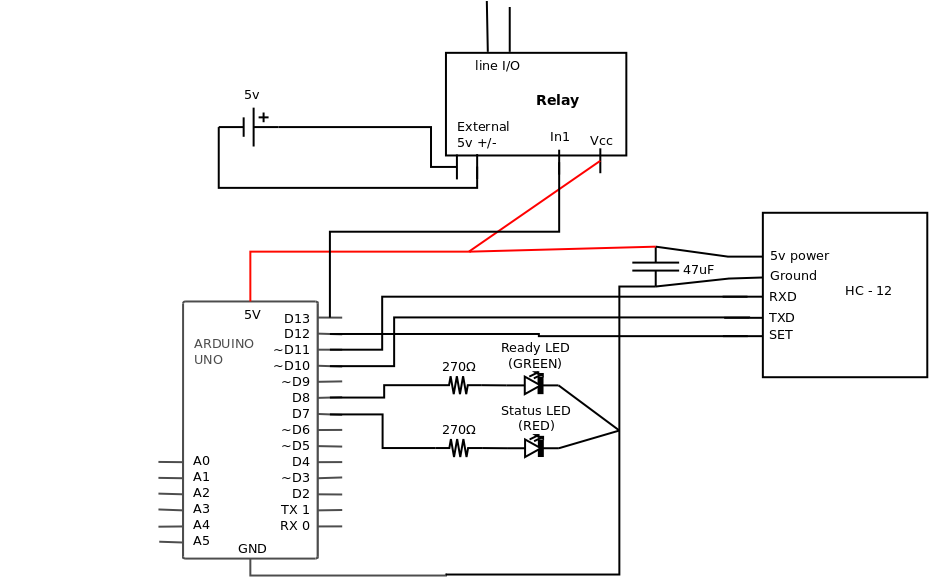 line I/O
Relay
5v
+
External
5v +/-
In1
Vcc
5v power
47uF
Ground
HC - 12
RXD
TXD
SET
5V
ARDUINO
UNO
D13
D12
~D11
~D10
~D9
D8
D7
~D6
~D5
D4
~D3
D2
TX 1
RX 0
A0
A1
A2
A3
A4
A5
GND
Ready LED
(GREEN)
270Ω
Status LED
(RED)
270Ω